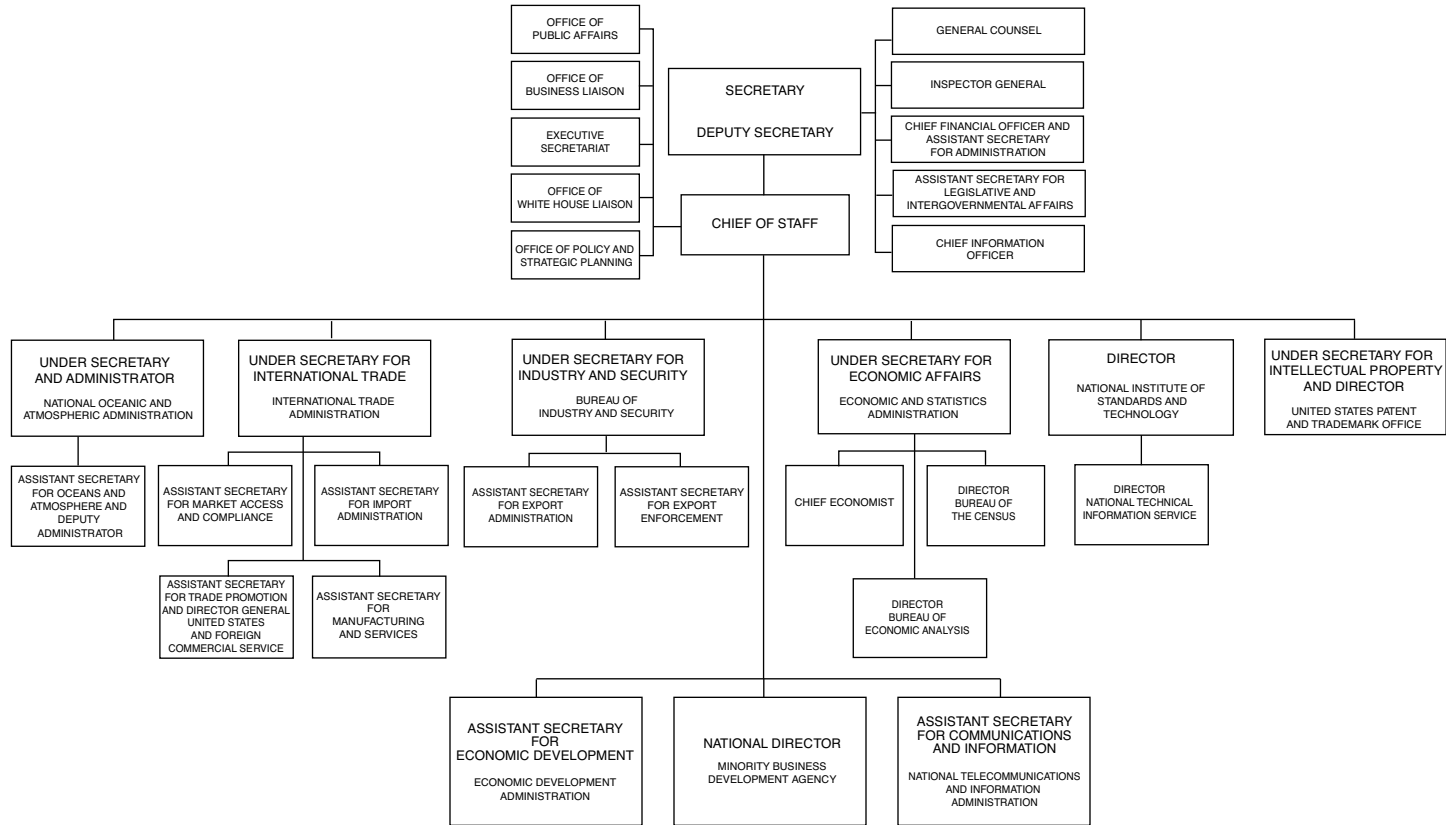 OFFICE OF
PUBLIC AFFAIRS
OFFICE OF
BUSINESS LIAISON
EXECUTIVE
SECRETARIAT
OFFICE OF
WHITE HOUSE LIAISON
OFFICE OF POLICY AND
STRATEGIC PLANNING
SECRETARY
DEPUTY SECRETARY
CHIEF OF STAFF
GENERAL COUNSEL
INSPECTOR GENERAL
CHIEF FINANCIAL OFFICER AND
ASSISTANT SECRETARY
FOR ADMINISTRATION
ASSISTANT SECRETARY FOR
LEGISLATIVE AND
INTERGOVERNMENTAL AFFAIRS
CHIEF INFORMATION
OFFICER
UNDER SECRETARY
AND ADMINISTRATOR
NATIONAL OCEANIC AND
ATMOSPHERIC ADMINISTRATION
UNDER SECRETARY FOR
INTERNATIONAL TRADE
INTERNATIONAL TRADE
ADMINISTRATION
UNDER SECRETARY FOR
INDUSTRY AND SECURITY
BUREAU OF
INDUSTRY AND SECURITY
UNDER SECRETARY FOR
ECONOMIC AFFAIRS
ECONOMIC AND STATISTICS
ADMINISTRATION
DIRECTOR
NATIONAL INSTITUTE OF
STANDARDS AND
TECHNOLOGY
UNDER SECRETARY FOR
INTELLECTUAL PROPERTY
AND DIRECTOR
UNITED STATES PATENT
AND TRADEMARK OFFICE
ASSISTANT SECRETARY
FOR OCEANS AND
ATMOSPHERE AND
DEPUTY
ADMINISTRATOR
ASSISTANT SECRETARY
FOR MARKET ACCESS
AND COMPLIANCE
ASSISTANT SECRETARY
FOR IMPORT
ADMINISTRATION
ASSISTANT SECRETARY
FOR EXPORT
ADMINISTRATION
ASSISTANT SECRETARY
FOR EXPORT
ENFORCEMENT
CHIEF ECONOMIST
DIRECTOR
BUREAU OF
THE CENSUS
DIRECTOR
NATIONAL TECHNICAL
INFORMATION SERVICE
ASSISTANT SECRETARY
FOR TRADE PROMOTION
AND DIRECTOR GENERAL
UNITED STATES
AND FOREIGN
COMMERCIAL SERVICE
ASSISTANT SECRETARY
FOR
MANUFACTURING
AND SERVICES
DIRECTOR
BUREAU OF
ECONOMIC ANALYSIS
ASSISTANT SECRETARY
FOR
ECONOMIC DEVELOPMENT
ECONOMIC DEVELOPMENT
ADMINISTRATION
NATIONAL DIRECTOR
MINORITY BUSINESS
DEVELOPMENT AGENCY
ASSISTANT SECRETARY
FOR COMMUNICATIONS
AND INFORMATION
NATIONAL TELECOMMUNICATIONS
AND INFORMATION
ADMINISTRATION